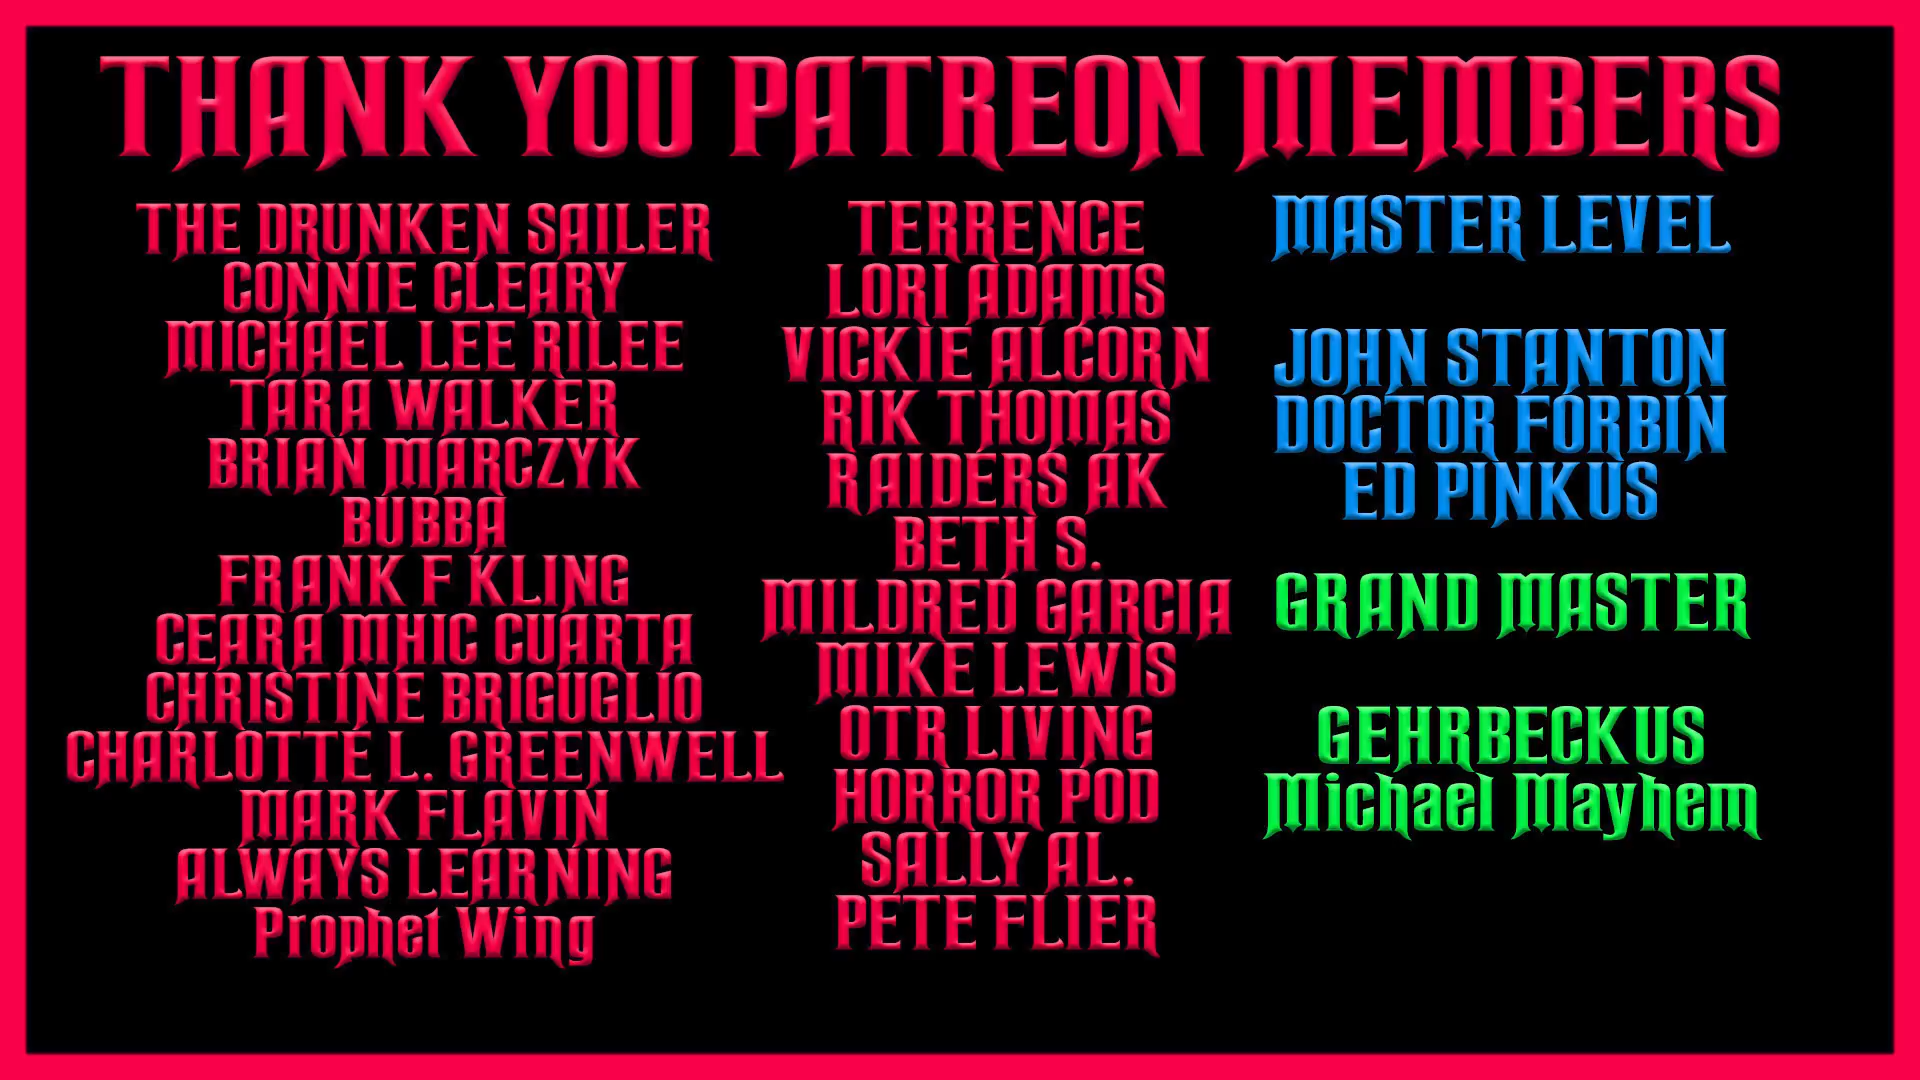 THANK YOU PATREON MEMBERS
THE DRUNKEN SAILER
CONNIE CLEARY
MICHAEL LEE RILEE
TARA WALKER
BRIAN MARCZYK
BUBBA
FRANK F KLING
CEARA MHIC CUARTA
CHRISTINE BRIGUGLIO
CHARLOTTE L. GREENWELL
MARK FLAVIN
ALWAYS LEARNING
Prophet Wing
TERRENCE
LORI ADAMS
VICKIE ALCORN
RIK THOMAS
RAIDERS AK
BETH S.
MILDRED GARCIA
MIKE LEWIS
OTR LIVING
HORROR POD
SALLY AL.
PETE FLIER
MASTER LEVEL
JOHN STANTON
DOCTOR FORBIN
ED PINKUS
GRAND MASTER
GEHRBECKUS
Michael Mayhem